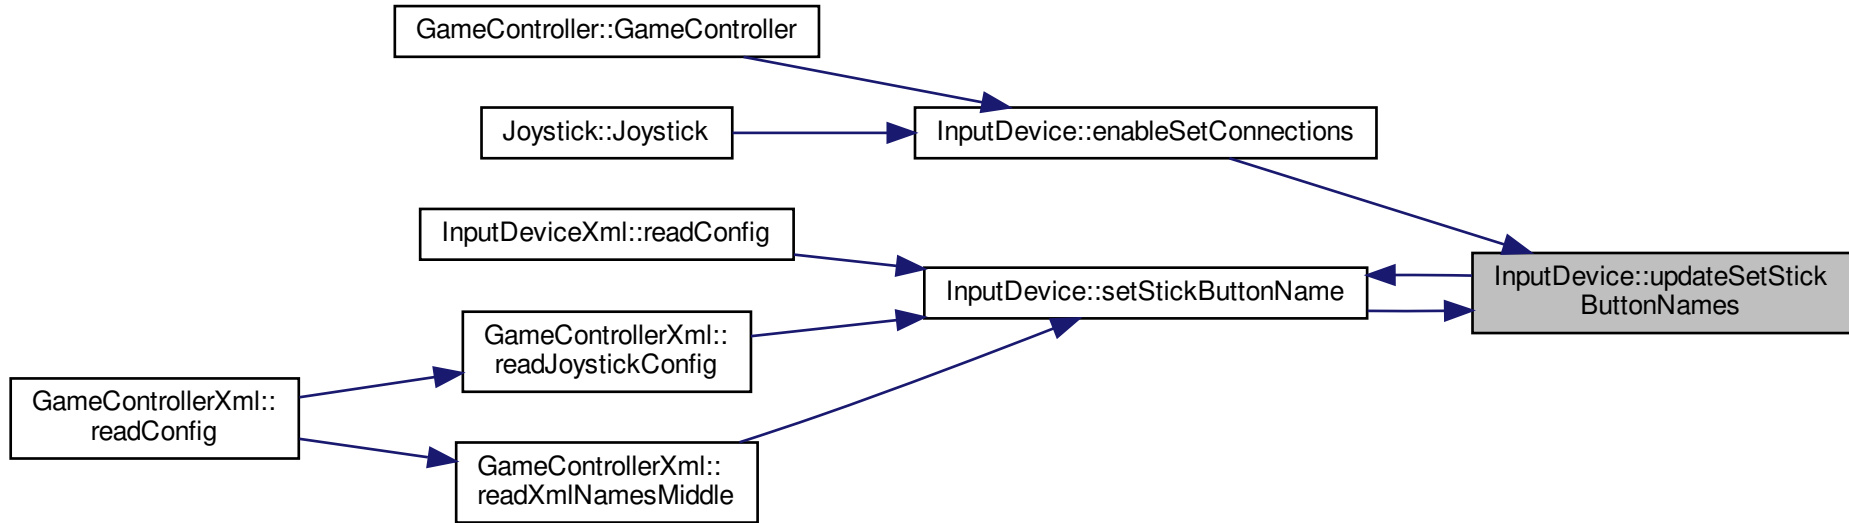 GameController::GameController
Joystick::Joystick
InputDevice::enableSetConnections
InputDeviceXml::readConfig
InputDevice::setStickButtonName
InputDevice::updateSetStick
ButtonNames
GameControllerXml::
readJoystickConfig
GameControllerXml::
readConfig
GameControllerXml::
readXmlNamesMiddle